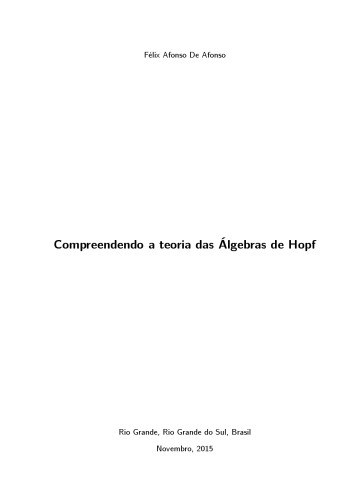 Félix Afonso De Afonso
Compreendendo a teoria das Álgebras de Hopf
Rio Grande, Rio Grande do Sul, Brasil
Novembro, 2015